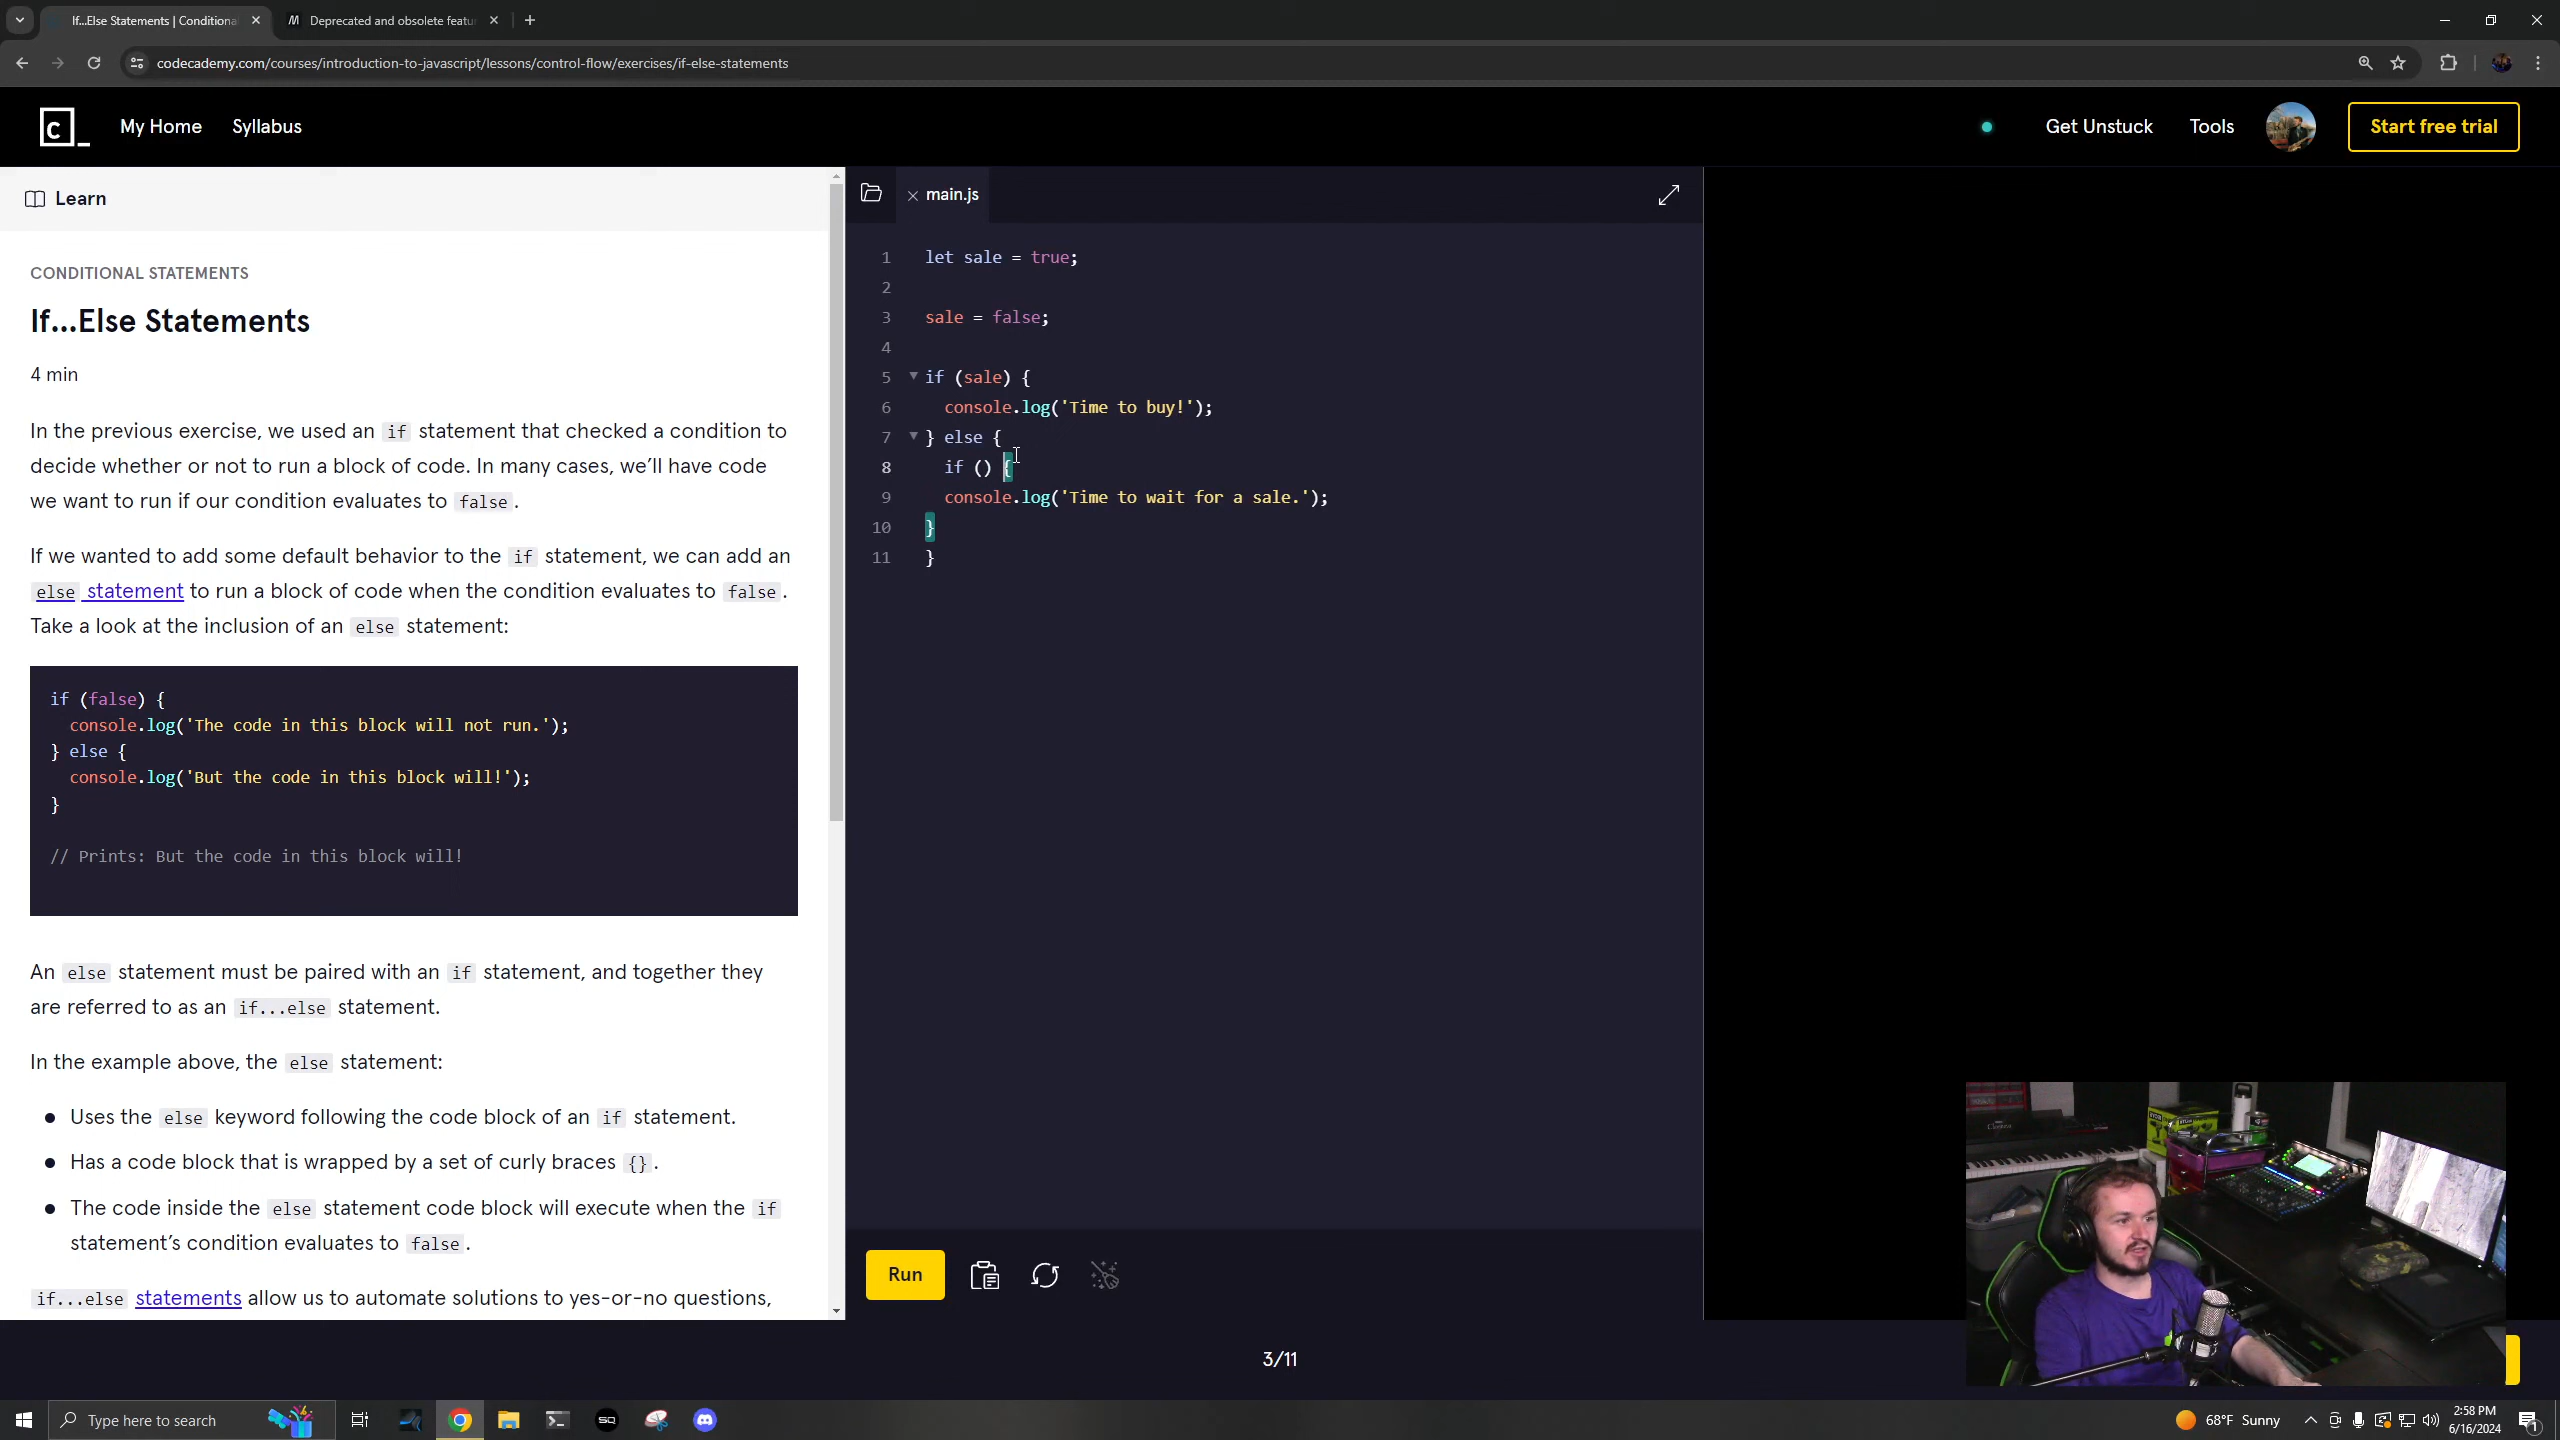 If...Else Statements | Conditiona
Deprecated and obsolete featu
codecademy.com/courses/introduction-to-javascript/lessons/control-flow/exercises/if-else-statements
My Home
Syllabus
Get Unstuck
Tools
Start free trial
Learn
CONDITIONAL STATEMENTS
If...Else Statements
4 min
In the previous exercise, we used an if statement that checked a condition to
decide whether or not to run a block of code. In many cases, we’ll have code
we want to run if our condition evaluates to false.
If we wanted to add some default behavior to the if statement, we can add an
else statement to run a block of code when the condition evaluates to false.
Take a look at the inclusion of an else statement:
if (false) {
console.log('The code in this block will not run.');
} else {
console.log('But the code in this block will!');
}
// Prints: But the code in this block will!
An else statement must be paired with an if statement, and together they
are referred to as an if...else statement.
In the example above, the else statement:
Uses the else keyword following the code block of an if statement.
Has a code block that is wrapped by a set of curly braces {}.
The code inside the else statement code block will execute when the if
statement’s condition evaluates to false.
if...else statements allow us to automate solutions to yes-or-no questions,
main.js
1 let sale = true;
2
3 sale = false;
4
5 if (sale) {
6 console.log('Time to buy!');
7 } else {
8 if () {
9 console.log('Time to wait for a sale.');
10 }
11 }
Run
3/11
Type here to search
SQ
68°F Sunny
2:58 PM
6/16/2024
1